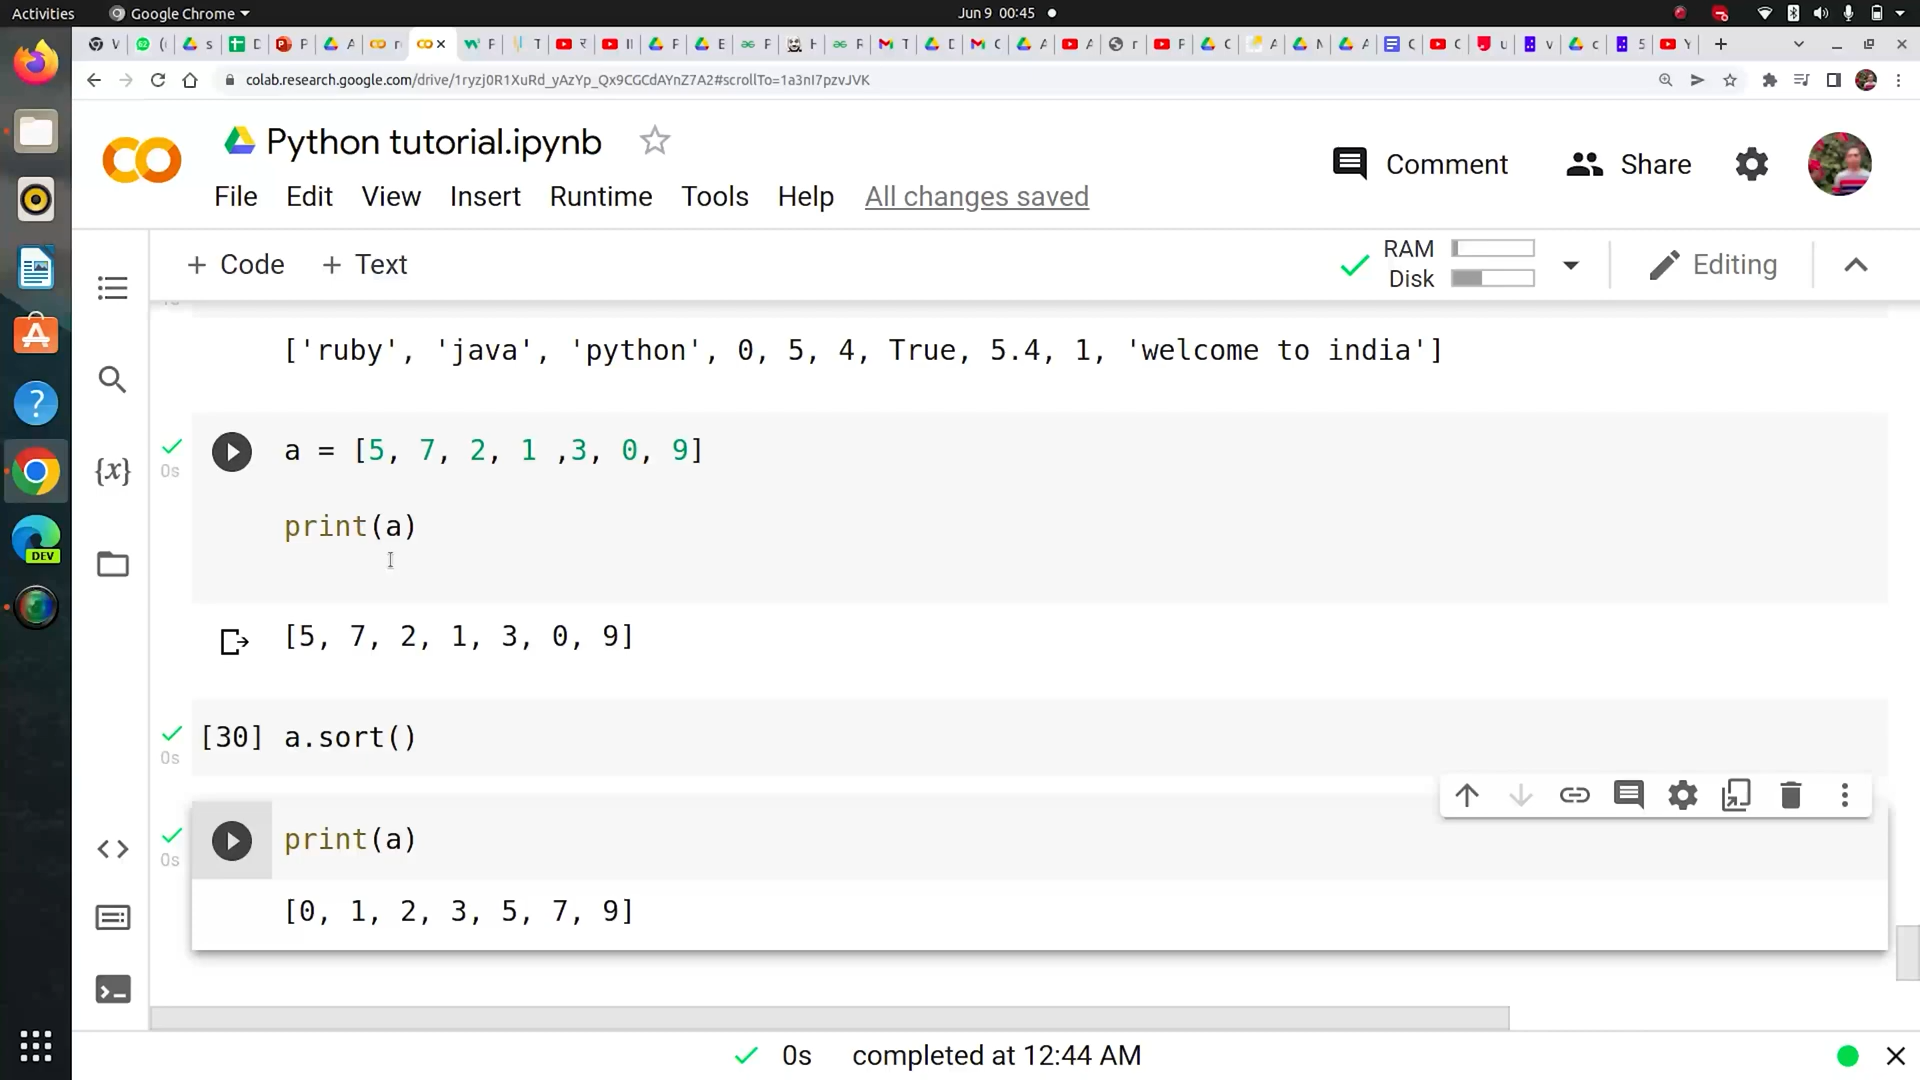 Activities
Google Chrome
Jun 9 00:45
colab.research.google.com/drive/1ryzj0R1XuRd_yAzYp_Qx9CGCdAYnZ7A2#scrollTo=1a3nI7pzvJVK
Python tutorial.ipynb
Comment
Share
File Edit View Insert Runtime Tools Help All changes saved
+ Code + Text
RAM
Disk
Editing
['ruby', 'java', 'python', 0, 5, 4, True, 5.4, 1, 'welcome to india']
a = [5, 7, 2, 1 ,3, 0, 9]
0s
print(a)
[5, 7, 2, 1, 3, 0, 9]
[30] a.sort()
0s
print(a)
0s
[0, 1, 2, 3, 5, 7, 9]
{x}
DEV
0s completed at 12:44 AM